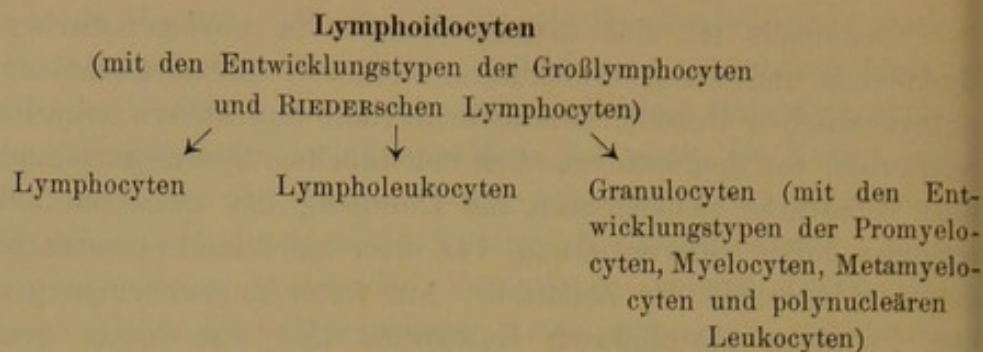 Lymphoidocyten
(mit den Entwicklungstypen der Großlymphocyten
und RIEDERschen Lymphocyten)
↙ ↓ ↘
Lymphocyten Lympholeukocyten Granulocyten (mit den Ent-
wicklungstypen der Promyelo-
cyten, Myelocyten, Metamyelo-
cyten und polynucleären
Leukocyten)